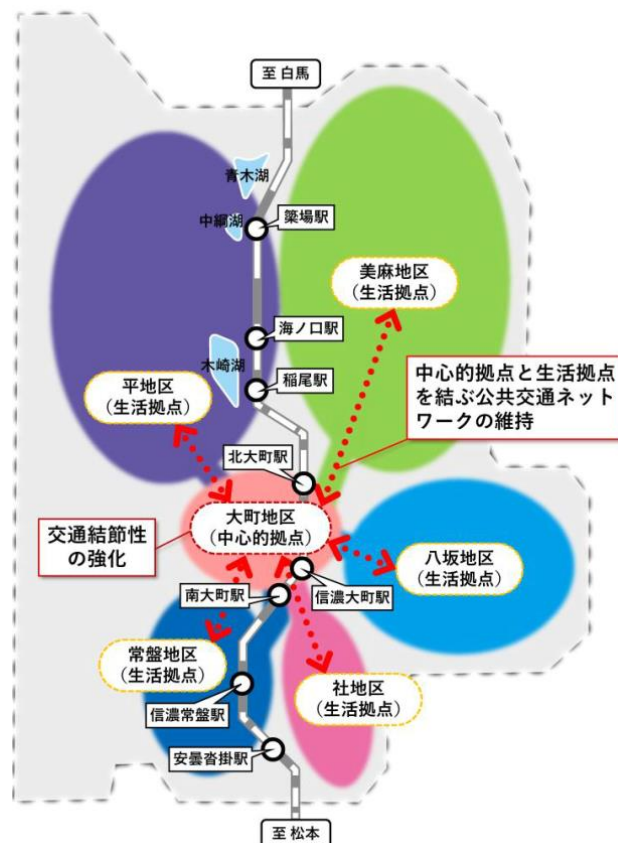 至 白馬
青木湖
中綱湖
簗場駅
美麻地区
（生活拠点）
海ノ口駅
木崎湖
稲尾駅
平地区
（生活拠点）
中心的拠点と生活拠点
を結ぶ公共交通ネット
ワークの維持
北大町駅
大町地区
（中心的拠点）
交通結節性
の強化
八坂地区
（生活拠点）
南大町駅
信濃大町駅
常盤地区
（生活拠点）
社地区
（生活拠点）
信濃常盤駅
安曇沓掛駅
至 松本